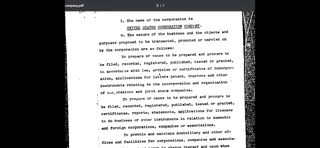 company.pdf
1. The name of the corporation is
UNITED STATES CORPORATION COMPANY.
2. The nature of the business and the objects and
purposes proposed to be transacted, promoted or carried on
by the corporation are as follows:
To prepare or cause to be prepared and procure to
be filed, recorded, registered, published, issued or granted,
in accordance with law, articles or certificates of incorpor-
ation, applications for letters patent, charters and other
instruments relating to the incorporation and organization
of corporations and joint stock companies.
To prepare or cause to be prepared and procure to
be filed, recorded, registered, published, issued or granted,
certificates, reports, statements, applications for licenses
to do business or other instruments in relation to domestic
and foreign corporations, companies or associations.
To provide and maintain domiciliary and other of-
fices and facilities for corporations, companies and associa-